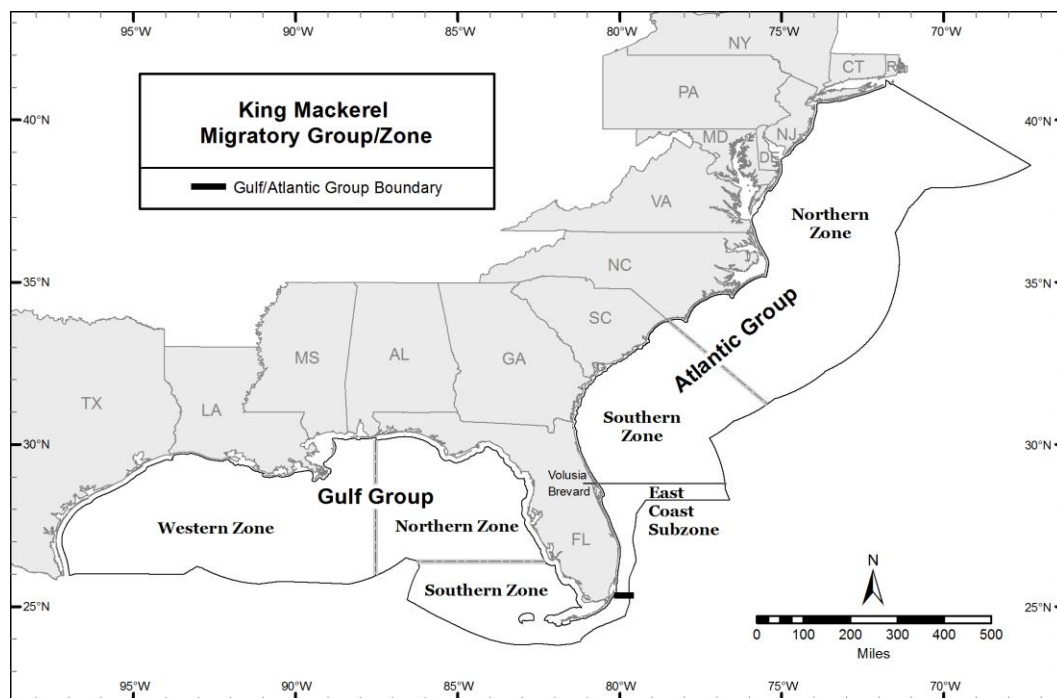 95°W 90°W 85°W 80°W 75°W 70°W
King Mackerel
Migratory Group/Zone
Gulf/Atlantic Group Boundary
NY
CT
PA
40°N 40°N
MD
NJ
DE
VA
Northern
Zone
NC
35°N 35°N
SC
Atlantic Group
MS
AL
GA
TX
LA
Southern
Zone
30°N 30°N
Volusia
Brevard
East
Coast
Subzone
Gulf Group
Western Zone
Northern Zone
FL
Southern Zone
N
25°N 25°N
0 50 100 200 300 400 500
Miles
95°W 90°W 85°W 80°W 75°W 70°W